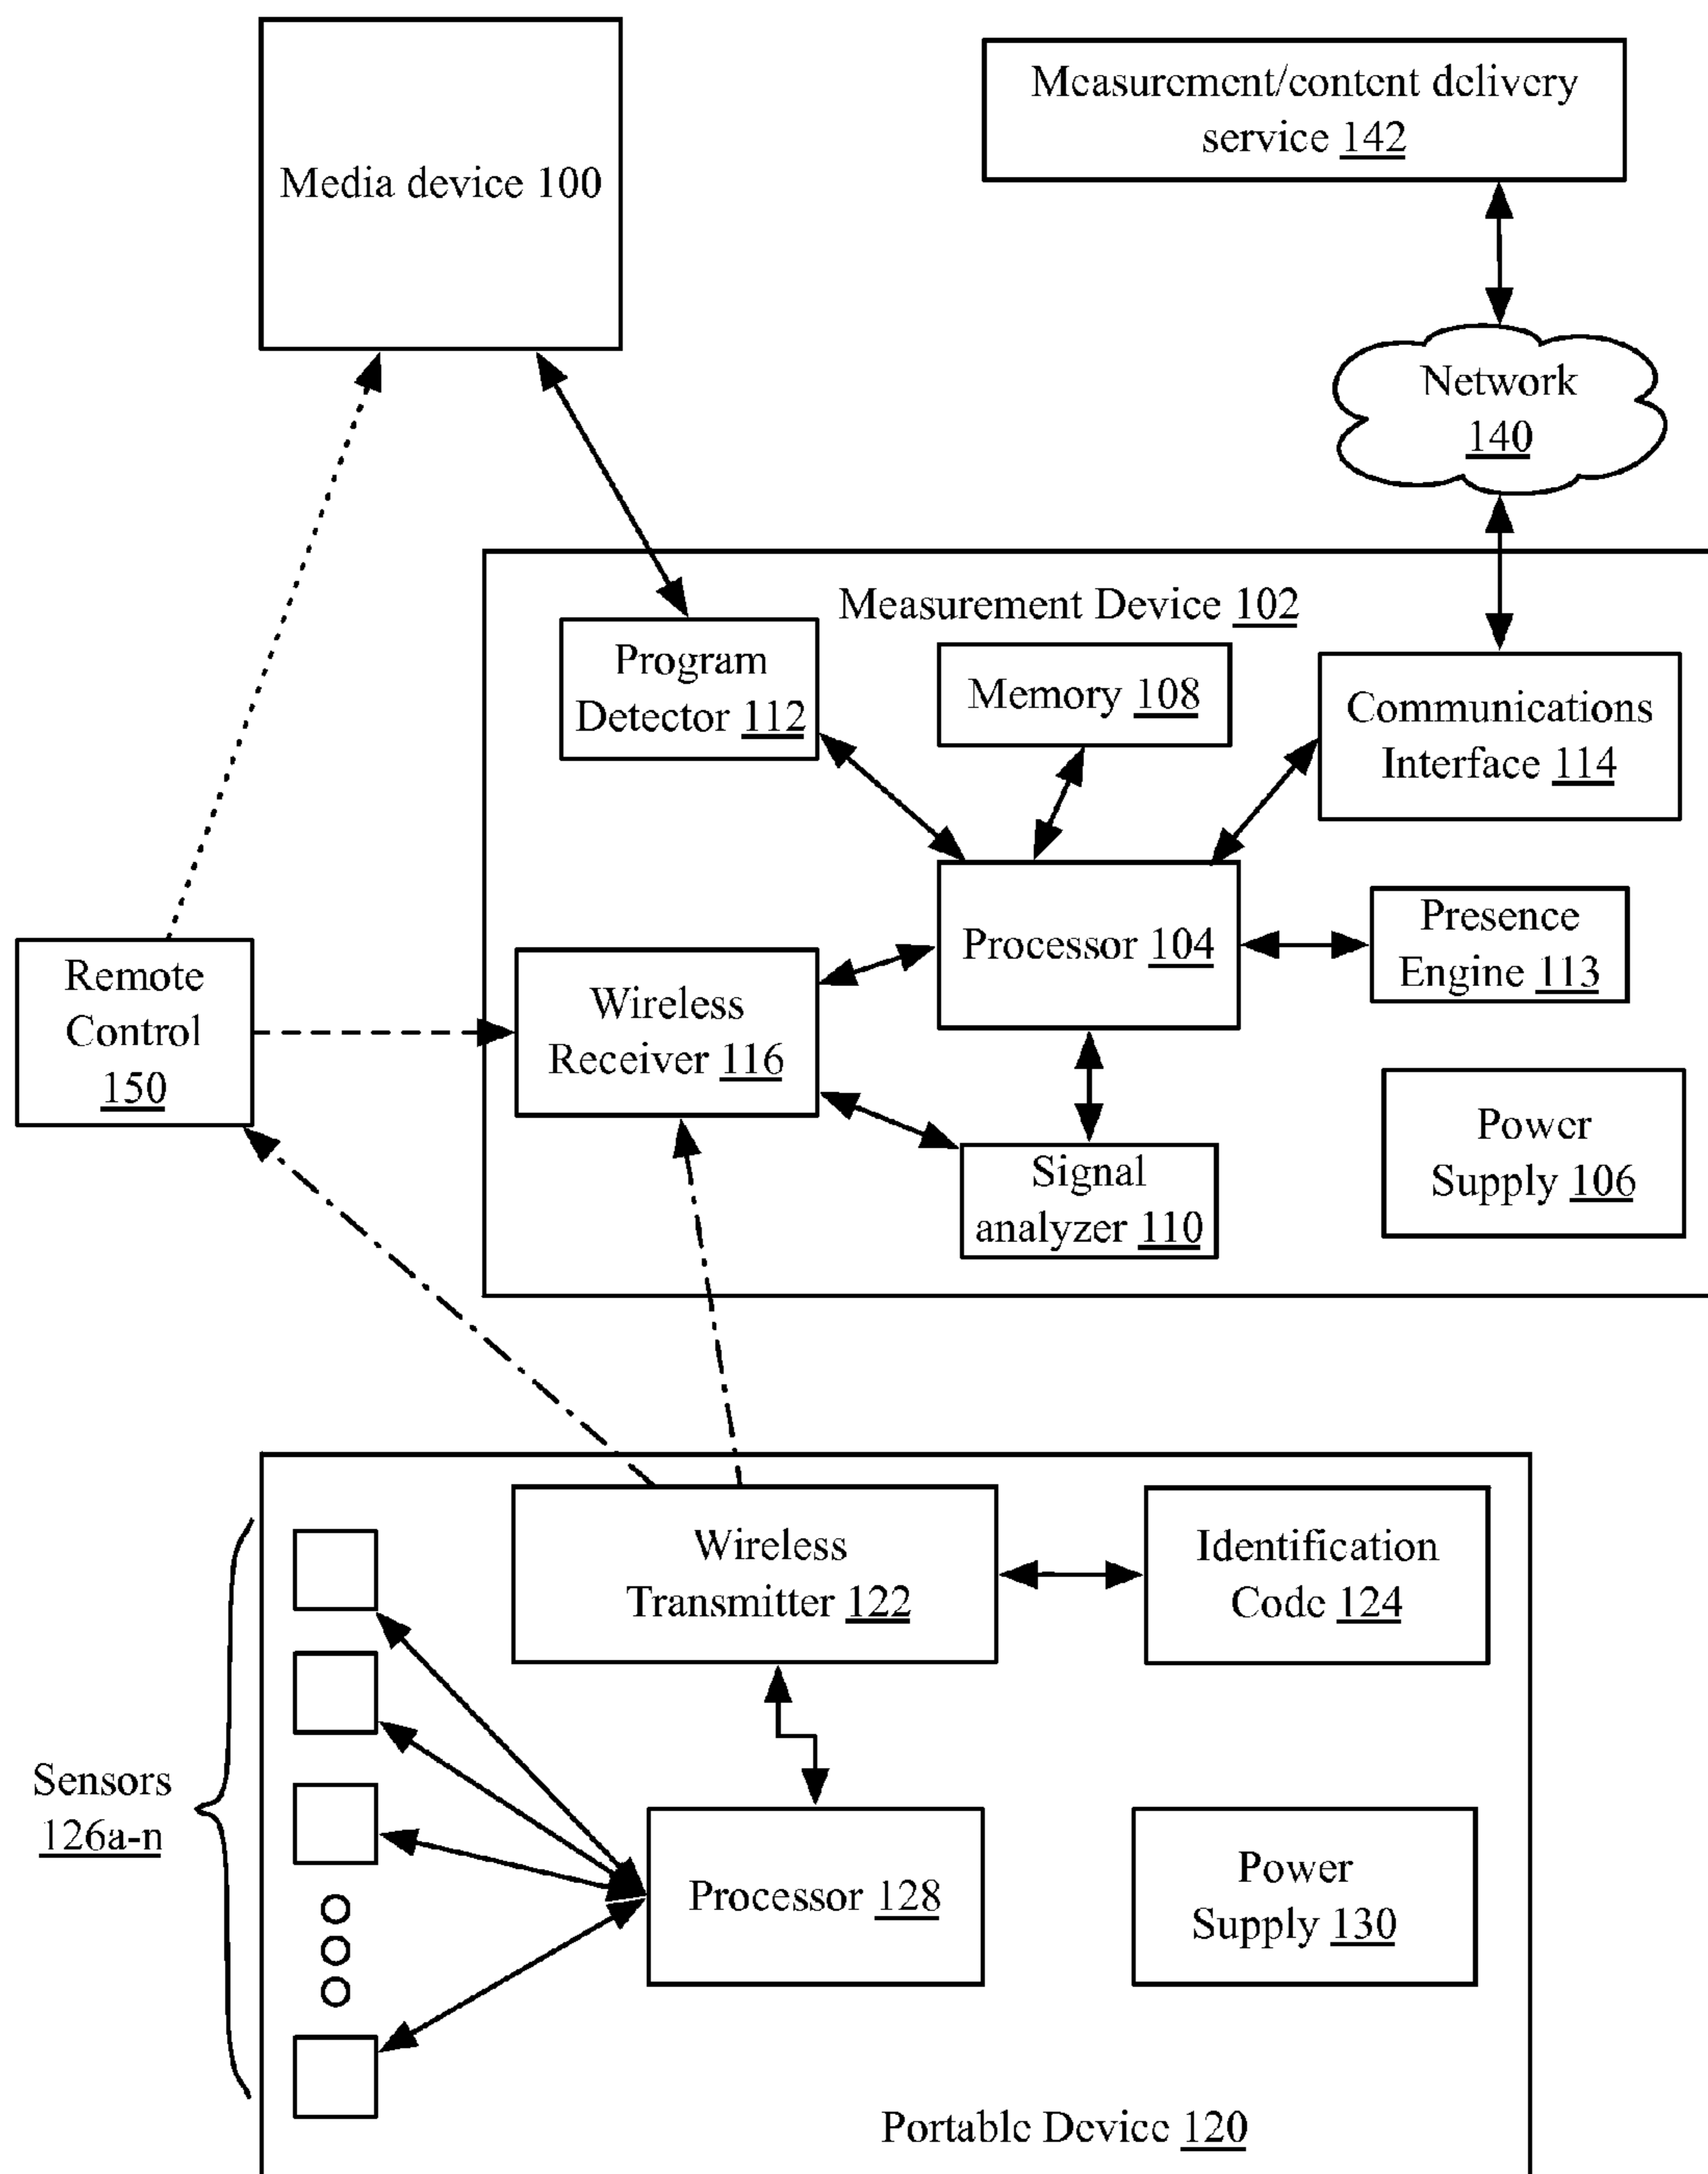 Media device 100
Measurement/content delivery
service 142
Network
140
Measurement Device 102
Program
Detector 112
Memory 108
Communications
Interface 114
Processor 104
Presence
Engine 113
Remote
Control
150
Wireless
Receiver 116
Signal
analyzer 110
Power
Supply 106
Wireless
Transmitter 122
Identification
Code 124
Sensors
126a-n
Processor 128
Power
Supply 130
Portable Device 120